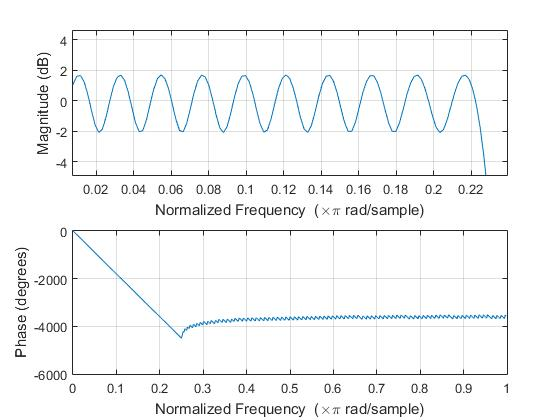 4
2
0
-2
-4
Magnitude (dB)
0.02 0.04 0.06 0.08 0.1 0.12 0.14 0.16 0.18 0.2 0.22
Normalized Frequency (×π rad/sample)
0
-2000
-4000
-6000
Phase (degrees)
0 0.1 0.2 0.3 0.4 0.5 0.6 0.7 0.8 0.9 1
Normalized Frequency (×π rad/sample)